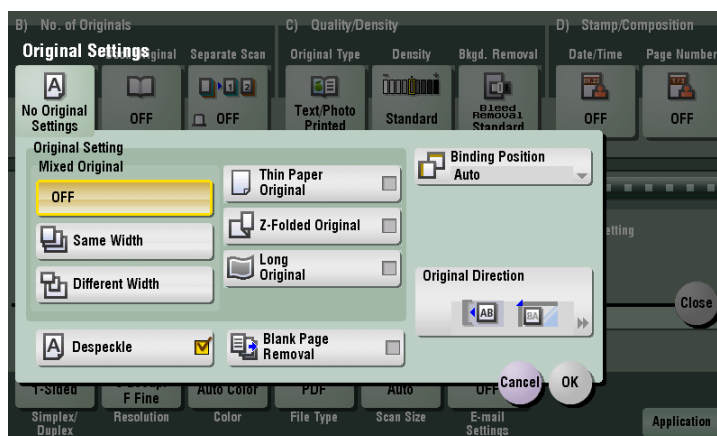 B) No. of Originals
C) Quality/Density
D) Stamp/Composition
Original Settings
Original
Separate Scan
Original Type
Density
Bkgd. Removal
Date/Time
Page Number
No Original
Settings
OFF
OFF
Text/Photo
Printed
Standard
Bleed
Removal
Standard
OFF
OFF
Original Setting
Mixed Original
OFF
Same Width
Different Width
Thin Paper
Original
Z-Folded Original
Long
Original
Binding Position
Auto
Original Direction
AB
Despeckle
Blank Page
Removal
Close
Cancel
OK
1-Sided
F Fine
Auto Color
PDF
Auto
OFF
Simplex/
Duplex
Resolution
Color
File Type
Scan Size
E-mail
Settings
Application